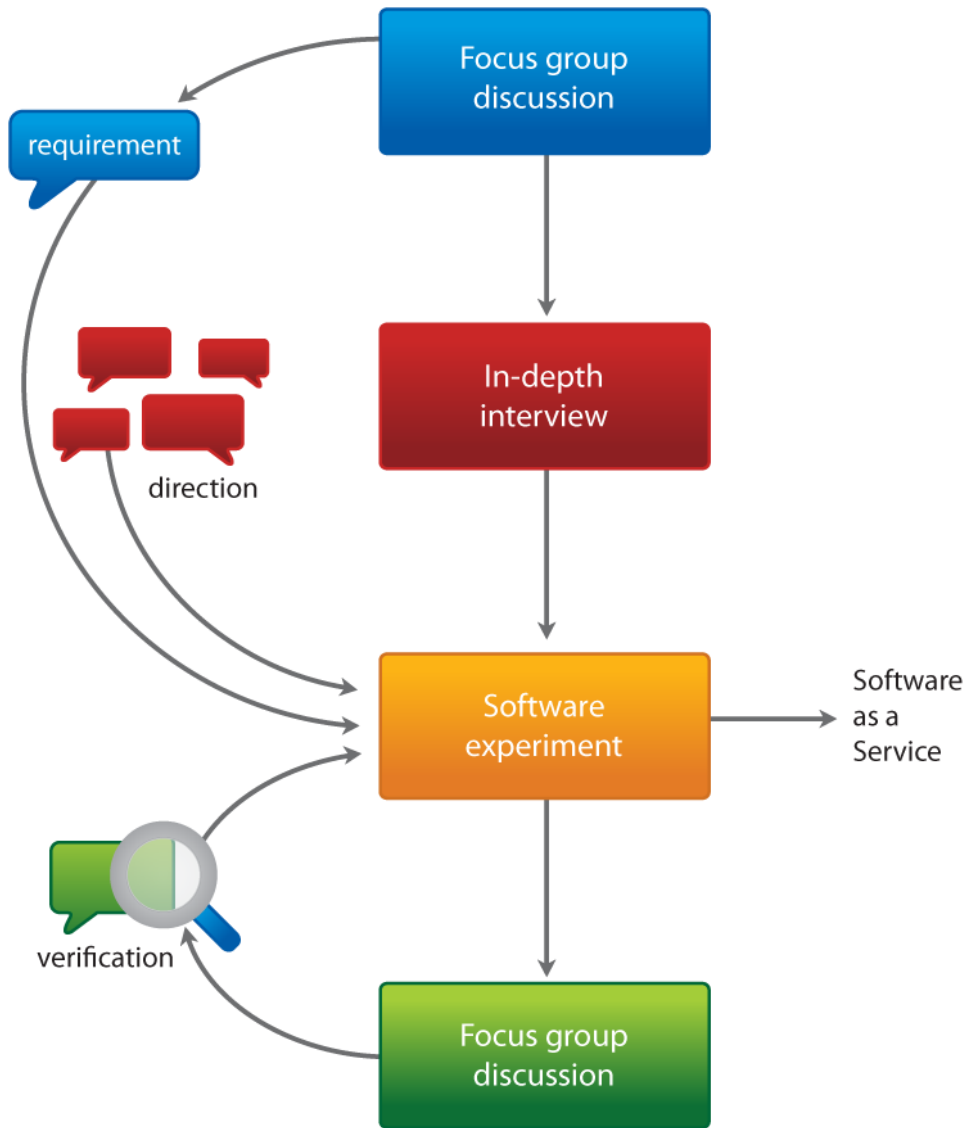 Focus group
discussion
requirement
In-depth
interview
direction
Software
experiment
Software
as a
Service
verification
Focus group
discussion